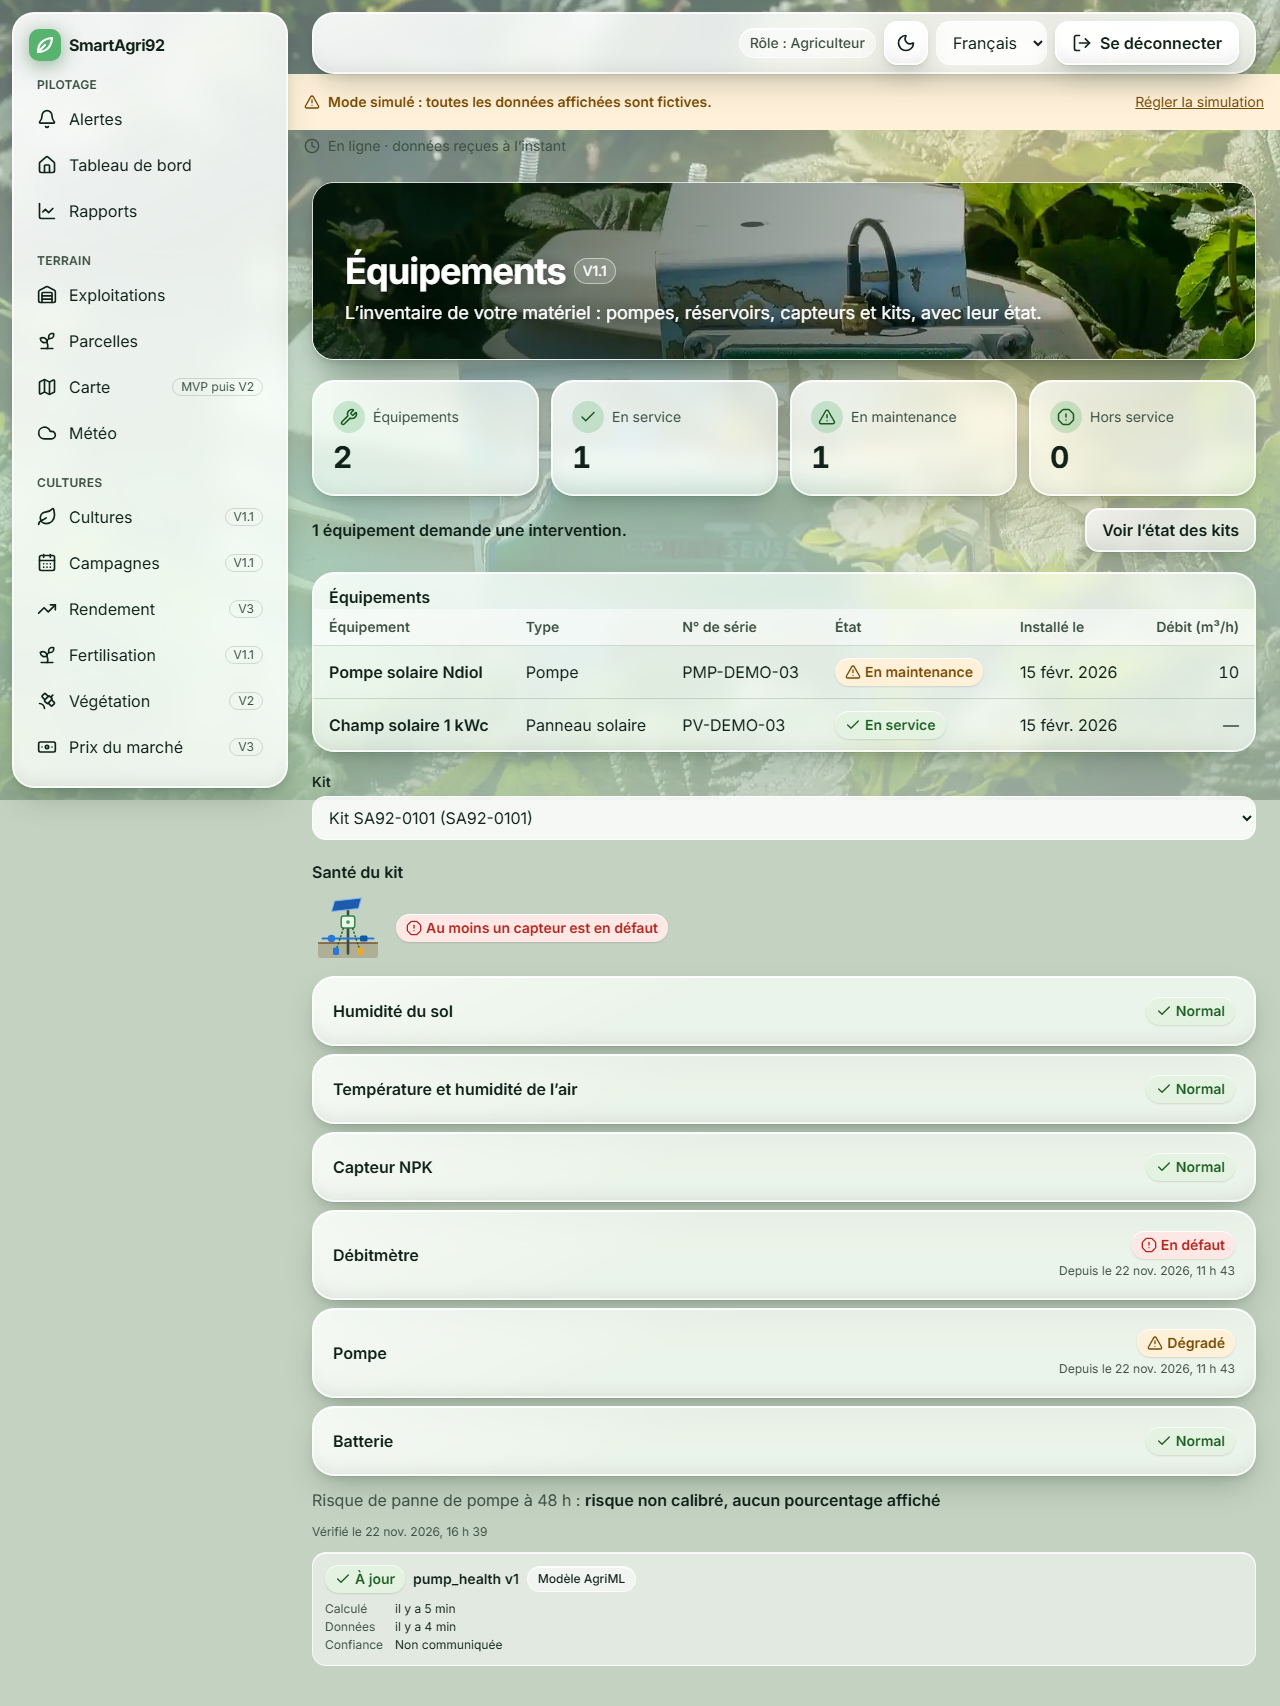 SmartAgri92
PILOTAGE
Alertes
Tableau de bord
Rapports
TERRAIN
Exploitations
Parcelles
Carte MVP puis V2
Météo
CULTURES
Cultures V1.1
Campagnes V1.1
Rendement V3
Fertilisation V1.1
Végétation V2
Prix du marché V3
Rôle : Agriculteur
Français
Se déconnecter
Mode simulé : toutes les données affichées sont fictives.
Régler la simulation
En ligne · données reçues à l’instant
Équipements V1.1
L’inventaire de votre matériel : pompes, réservoirs, capteurs et kits, avec leur état.
Équipements
2
En service
1
En maintenance
1
Hors service
0
1 équipement demande une intervention.
Voir l’état des kits
Équipements
Équipement Type N° de série État Installé le Débit (m³/h)
Pompe solaire Ndiol Pompe PMP-DEMO-03 En maintenance 15 févr. 2026 10
Champ solaire 1 kWc Panneau solaire PV-DEMO-03 En service 15 févr. 2026 —
Kit
Kit SA92-0101 (SA92-0101)
Santé du kit
Au moins un capteur est en défaut
Humidité du sol Normal
Température et humidité de l’air Normal
Capteur NPK Normal
Débitmètre En défaut
Depuis le 22 nov. 2026, 11 h 43
Pompe Dégradé
Depuis le 22 nov. 2026, 11 h 43
Batterie Normal
Risque de panne de pompe à 48 h : risque non calibré, aucun pourcentage affiché
Vérifié le 22 nov. 2026, 16 h 39
À jour pump_health v1 Modèle AgriML
Calculé il y a 5 min
Données il y a 4 min
Confiance Non communiquée